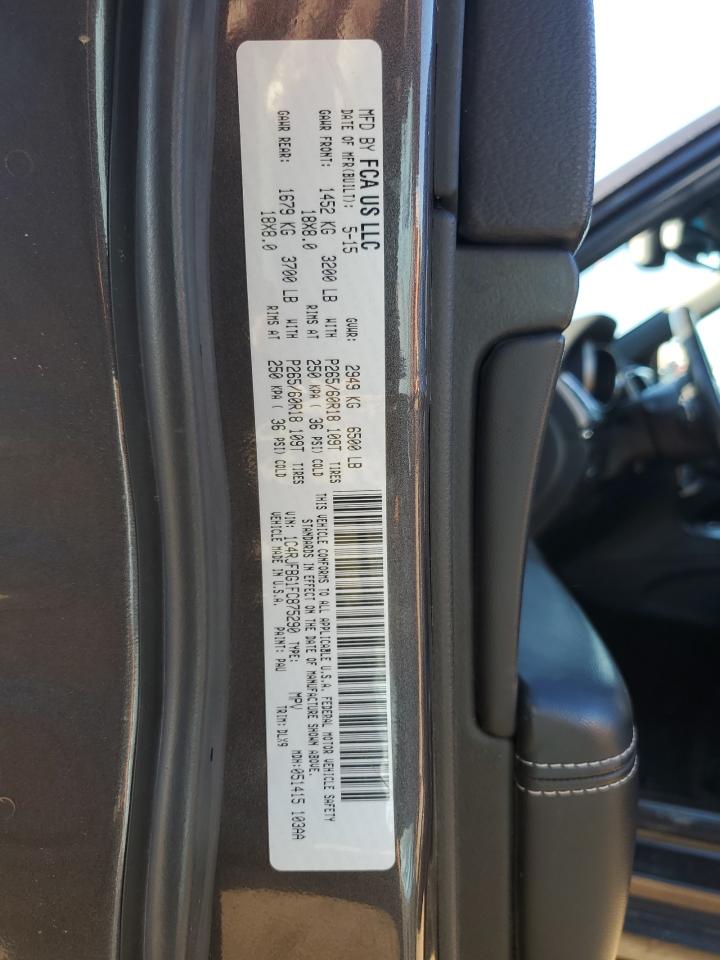 MFD BY FCA US LLC
DATE OF MFR(BUILT): 5-15 GVWR: 2949 KG 6500 LB
GAWR FRONT: 1452 KG 3200 LB WITH P265/60R18 109T TIRES
18X8.0 RIMS AT 250 KPA ( 36 PSI) COLD
GAWR REAR: 1679 KG 3700 LB WITH P265/60R18 109T TIRES
18X8.0 RIMS AT 250 KPA ( 36 PSI) COLD
THIS VEHICLE CONFORMS TO ALL APPLICABLE U.S.A. FEDERAL MOTOR VEHICLE SAFETY
STANDARDS IN EFFECT ON THE DATE OF MANUFACTURE SHOWN ABOVE.
VIN: 1C4RJFBG1FC875290 TYPE: MPV MDH:051415 103AA
VEHICLE MADE IN U.S.A. PAINT: PAU TRIM: DLX9